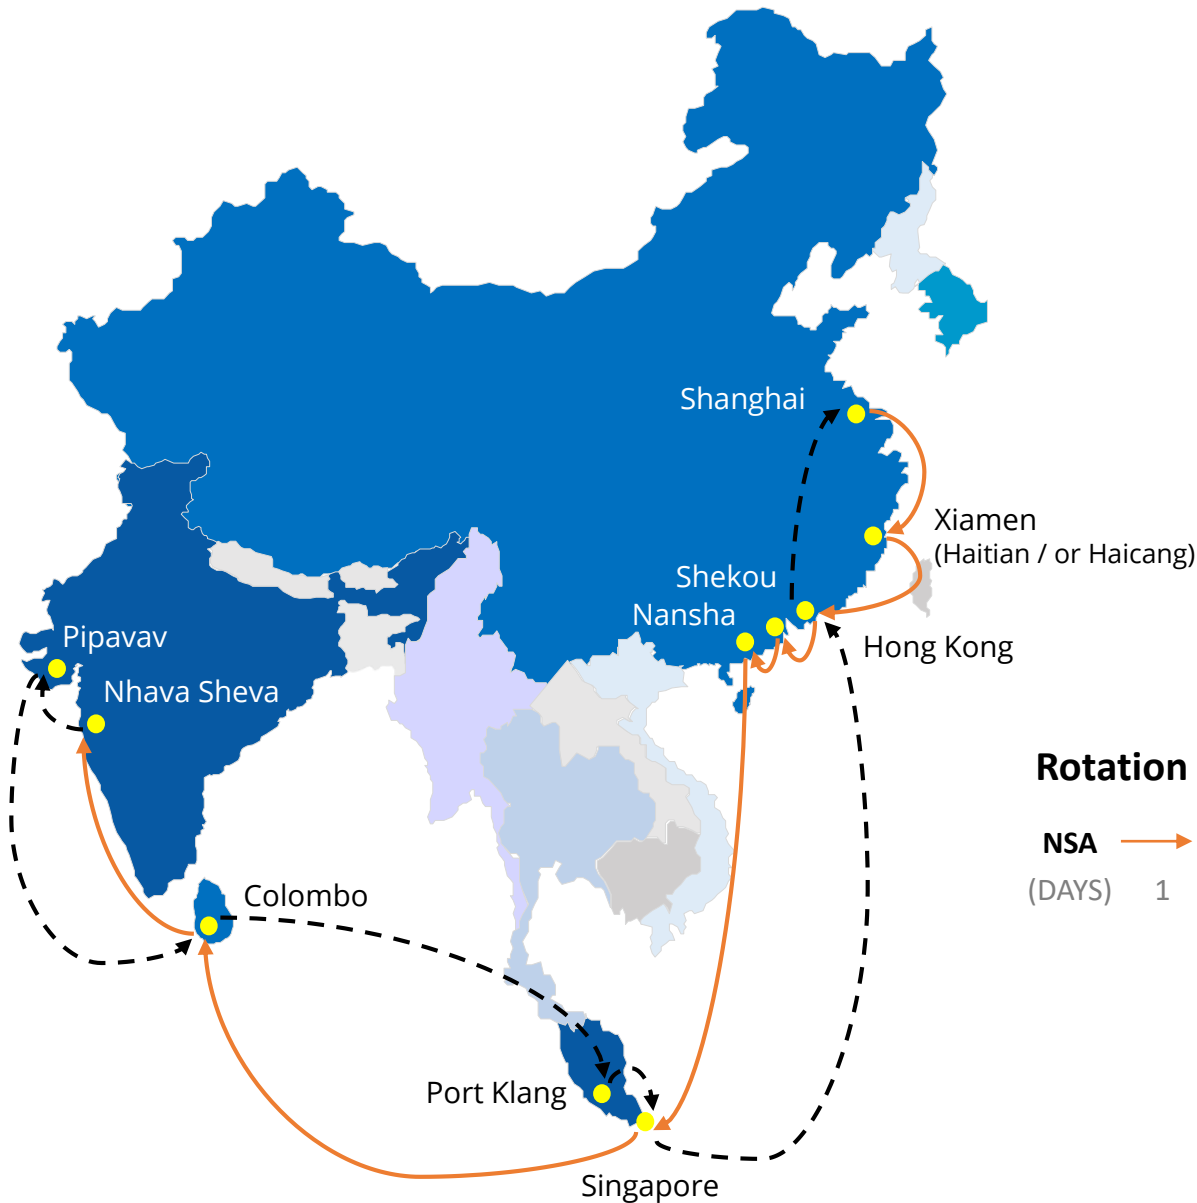 Shanghai
Xiamen
(Haitian / or Haicang)
Shekou
Nansha
Hong Kong
Pipavav
Nhava Sheva
Rotation
NSA
(DAYS) 1
Colombo
Port Klang
Singapore